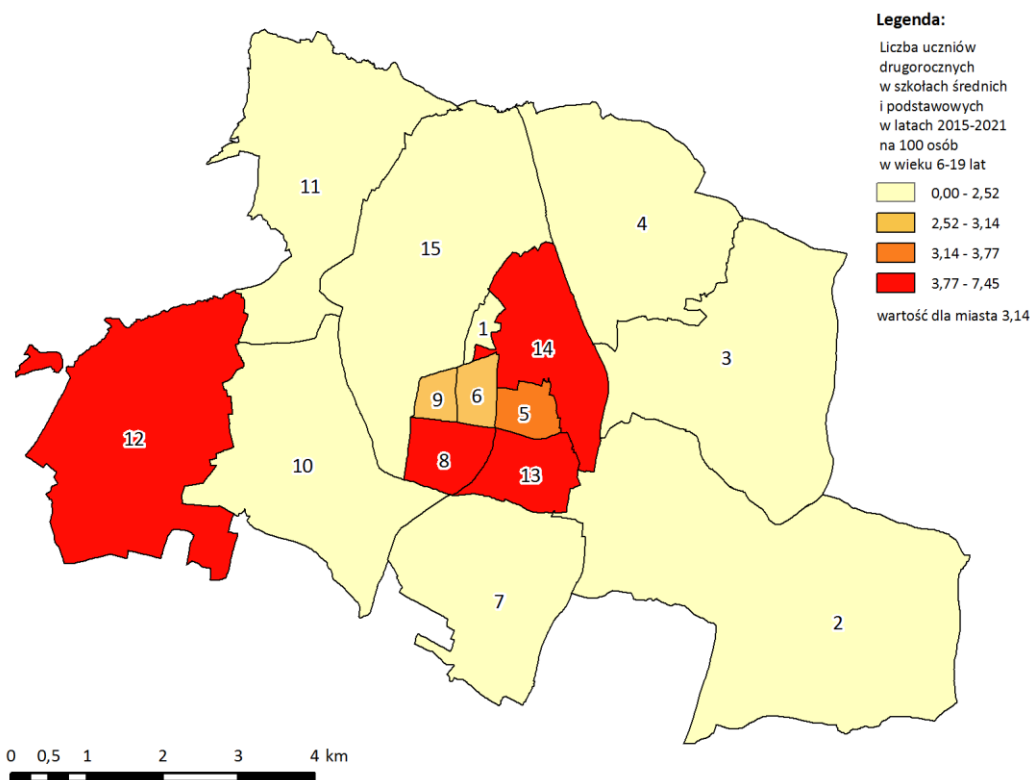 Legenda:
Liczba uczniów
drugorocznych
w szkołach średnich
i podstawowych
w latach 2015-2021
na 100 osób
w wieku 6-19 lat
0,00 - 2,52
2,52 - 3,14
3,14 - 3,77
3,77 - 7,45
wartość dla miasta 3,14
11
4
15
1
14
3
9
6
5
12
10
8
13
7
2
0 0,5 1 2 3 4 km